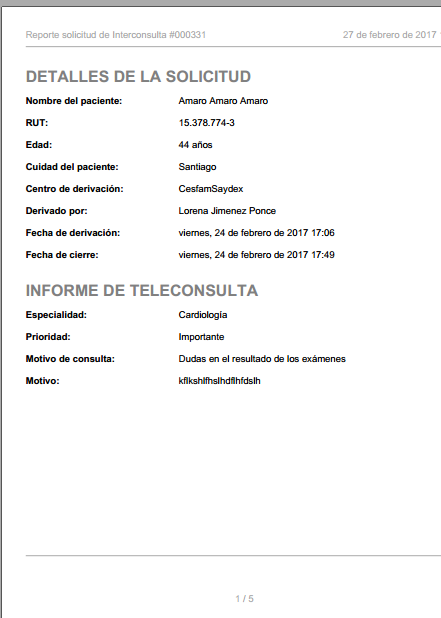 Reporte solicitud de Interconsulta #000331 27 de febrero de 2017
DETALLES DE LA SOLICITUD
Nombre del paciente: Amaro Amaro Amaro
RUT: 15.378.774-3
Edad: 44 años
Cuidad del paciente: Santiago
Centro de derivación: CesfamSaydex
Derivado por: Lorena Jimenez Ponce
Fecha de derivación: viernes, 24 de febrero de 2017 17:06
Fecha de cierre: viernes, 24 de febrero de 2017 17:49
INFORME DE TELECONSULTA
Especialidad: Cardiología
Prioridad: Importante
Motivo de consulta: Dudas en el resultado de los exámenes
Motivo: kflkshlfhslhdflhfdslh
1 / 5